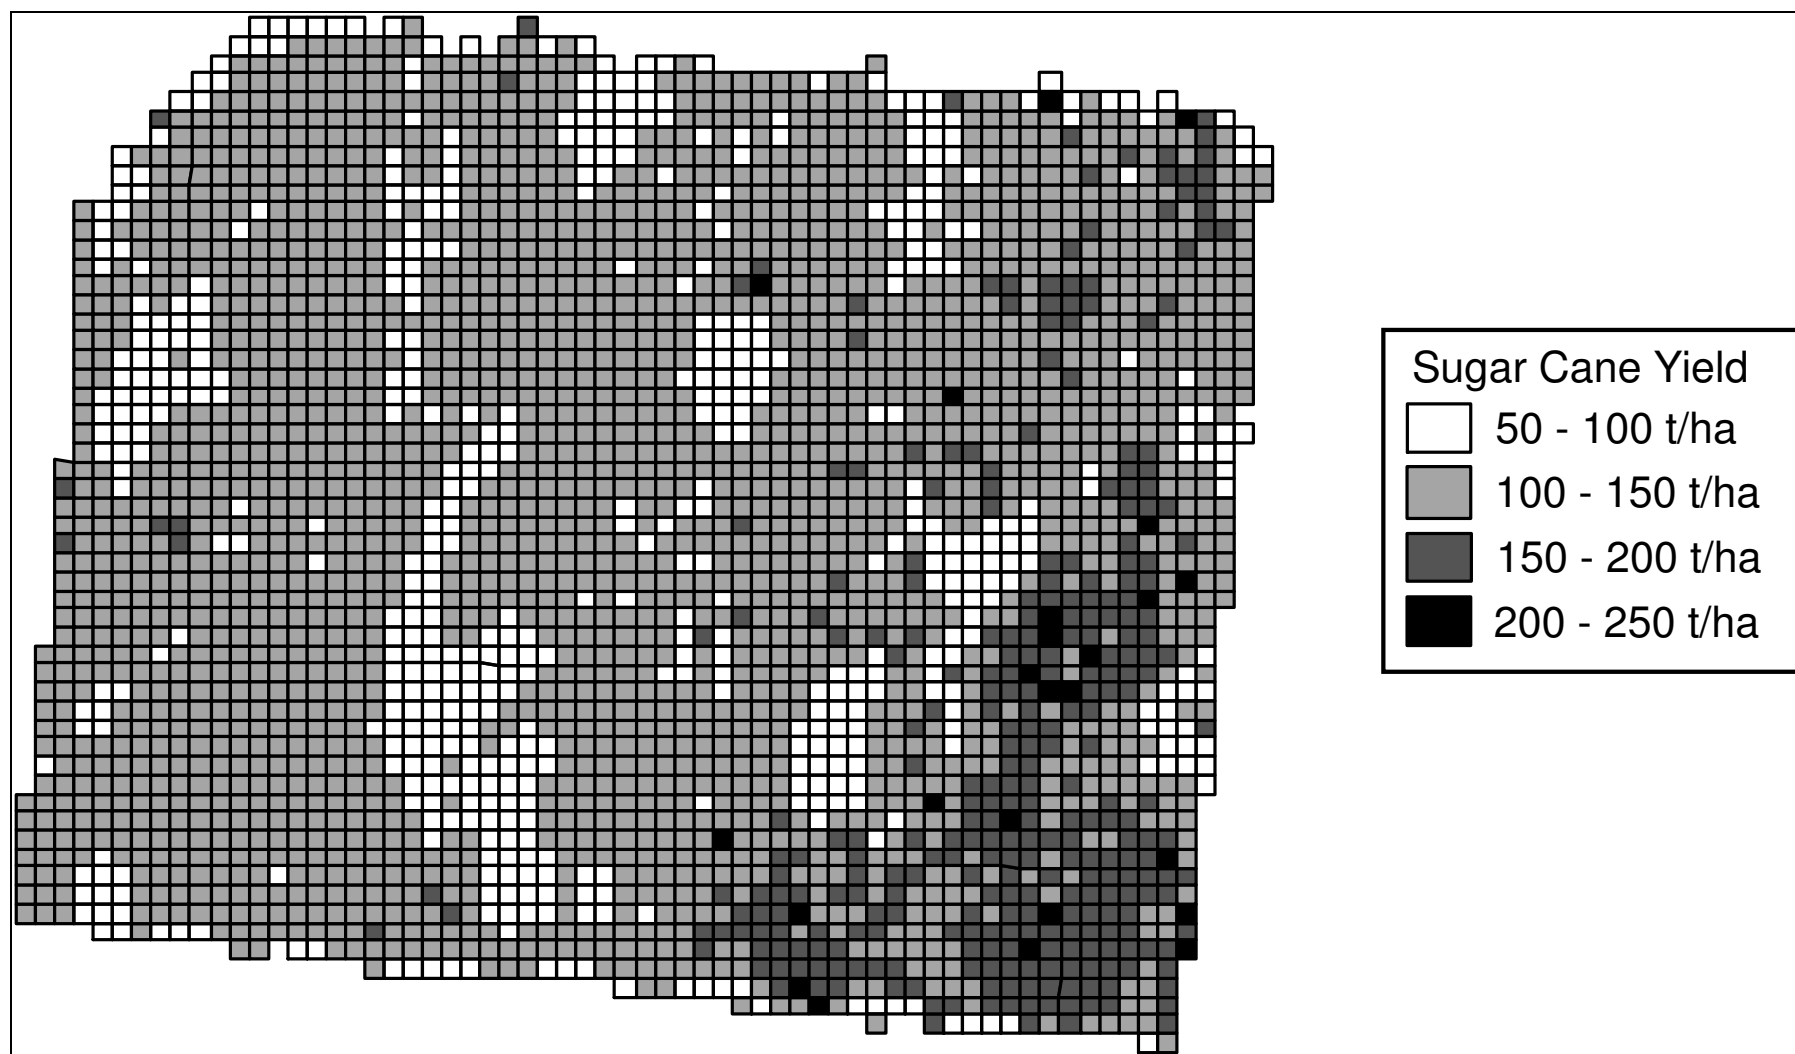 Sugar Cane Yield
50 - 100 t/ha
100 - 150 t/ha
150 - 200 t/ha
200 - 250 t/ha